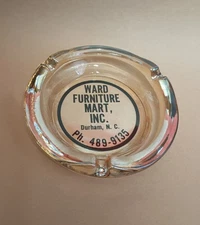 WARD
FURNITURE
MART,
INC.
Durham, N. C.
Ph. 489-9135